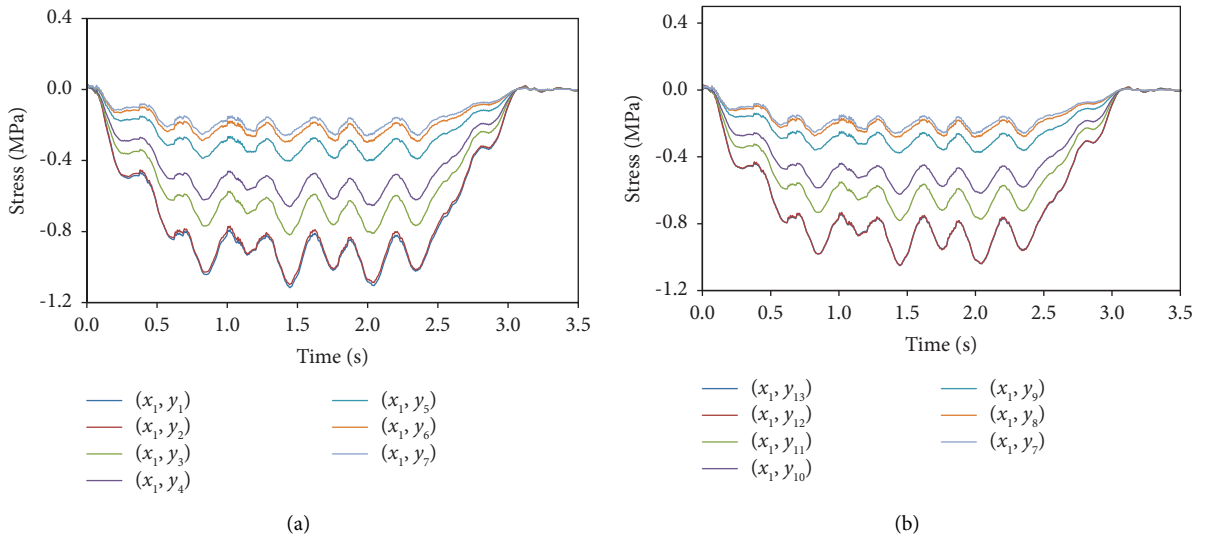 0.4
0.0
-0.4
-0.8
-1.2
Stress (MPa)
0.0 0.5 1.0 1.5 2.0 2.5 3.0 3.5
Time (s)
(x₁, y₁)
(x₁, y₂)
(x₁, y₃)
(x₁, y₄)
(x₁, y₅)
(x₁, y₆)
(x₁, y₇)
(a)
0.4
0.0
-0.4
-0.8
-1.2
Stress (MPa)
0.0 0.5 1.0 1.5 2.0 2.5 3.0 3.5
Time (s)
(x₁, y₁₃)
(x₁, y₁₂)
(x₁, y₁₁)
(x₁, y₁₀)
(x₁, y₉)
(x₁, y₈)
(x₁, y₇)
(b)